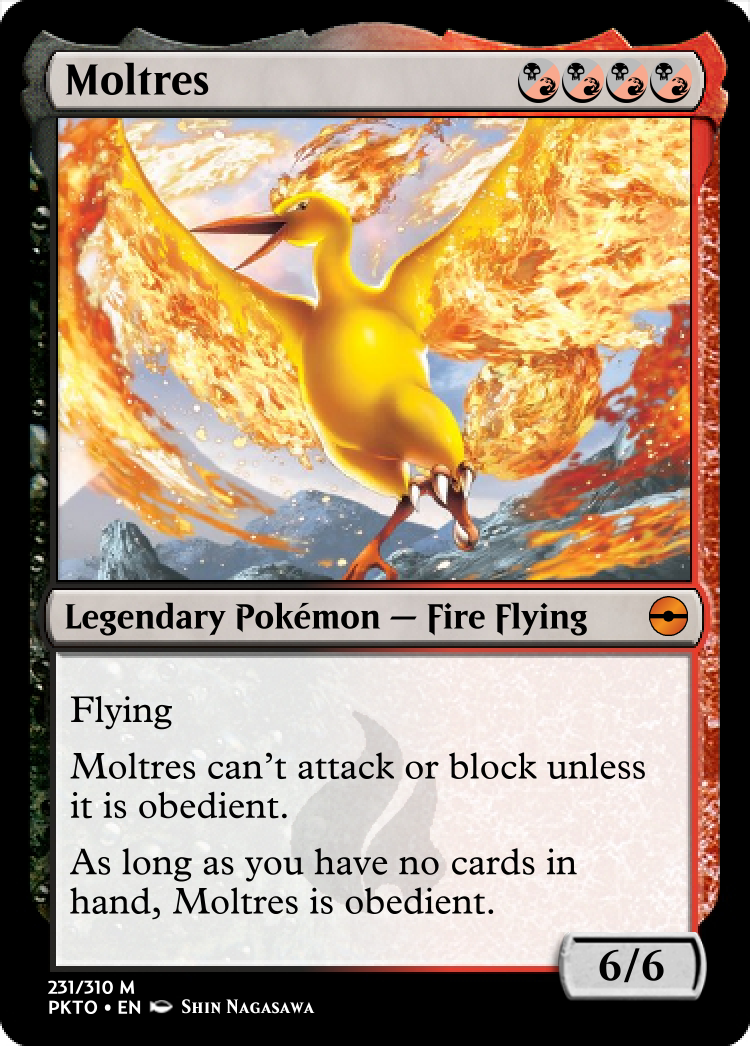 Moltres
Legendary Pokémon — Fire Flying
Flying
Moltres can't attack or block unless
it is obedient.
As long as you have no cards in
hand, Moltres is obedient.
6/6
231/310 M
PKTO • EN Shin Nagasawa